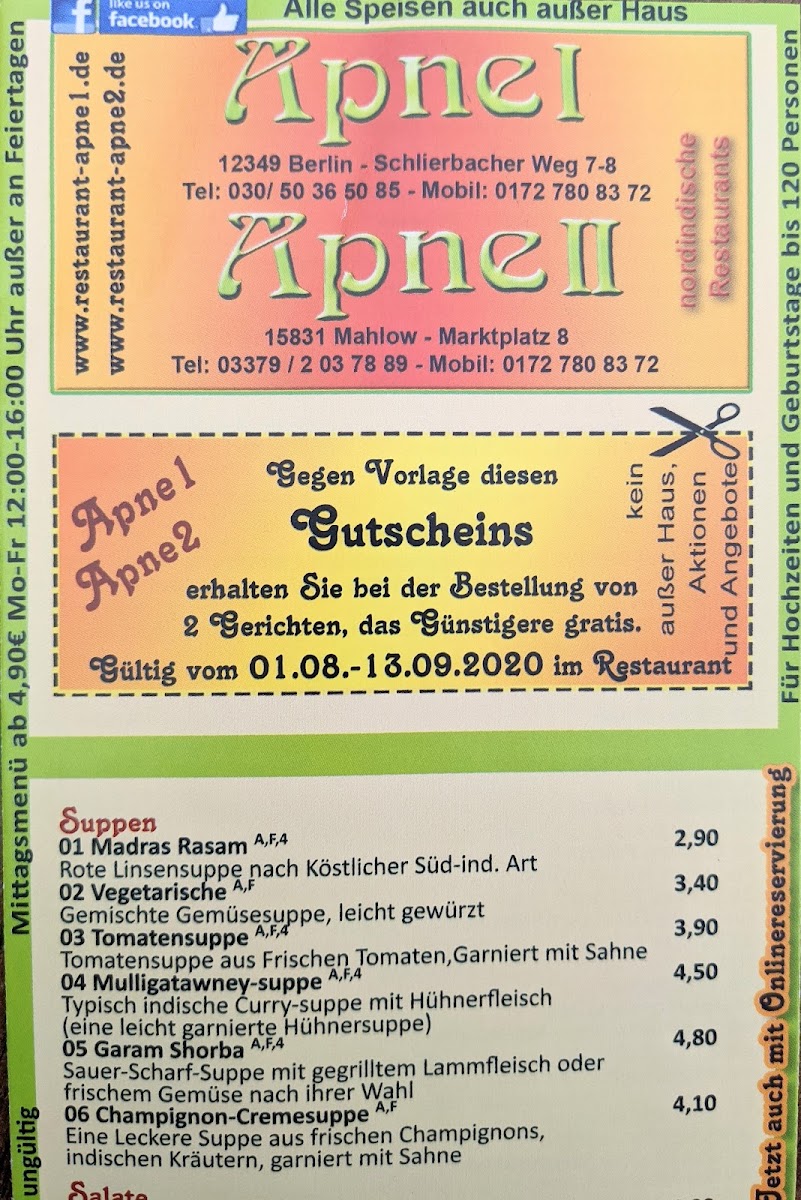 like us on
facebook
Alle Speisen auch außer Haus
www.restaurant-apne1.de
www.restaurant-apne2.de
Apne I
12349 Berlin - Schlierbacher Weg 7-8
Tel: 030/ 50 36 50 85 - Mobil: 0172 780 83 72
Apne II
15831 Mahlow - Marktplatz 8
Tel: 03379 / 2 03 78 89 - Mobil: 0172 780 83 72
nordindische
Restaurants
Mittagsmenü ab 4,90€ Mo-Fr 12:00-16:00 Uhr außer an Feiertagen
Für Hochzeiten und Geburtstage bis 120 Personen
Apne1
Apne2
Gegen Vorlage diesen
Gutscheins
erhalten Sie bei der Bestellung von
2 Gerichten, das Günstigere gratis.
Gültig vom 01.08.-13.09.2020 im Restaurant
kein
außer Haus,
Aktionen
und Angebote
Suppen
01 Madras Rasam A,F,4 2,90
Rote Linsensuppe nach Köstlicher Süd-ind. Art
02 Vegetarische A,F 3,40
Gemischte Gemüsesuppe, leicht gewürzt
03 Tomatensuppe A,F,4 3,90
Tomatensuppe aus Frischen Tomaten,Garniert mit Sahne
04 Mulligatawney-suppe A,F,4 4,50
Typisch indische Curry-suppe mit Hühnerfleisch
(eine leicht garnierte Hühnersuppe)
05 Garam Shorba A,F,4 4,80
Sauer-Scharf-Suppe mit gegrilltem Lammfleisch oder
frischem Gemüse nach ihrer Wahl
06 Champignon-Cremesuppe A,F 4,10
Eine Leckere Suppe aus frischen Champignons,
indischen Kräutern, garniert mit Sahne
Salate
ungültig
Jetzt auch mit Onlinereservierung